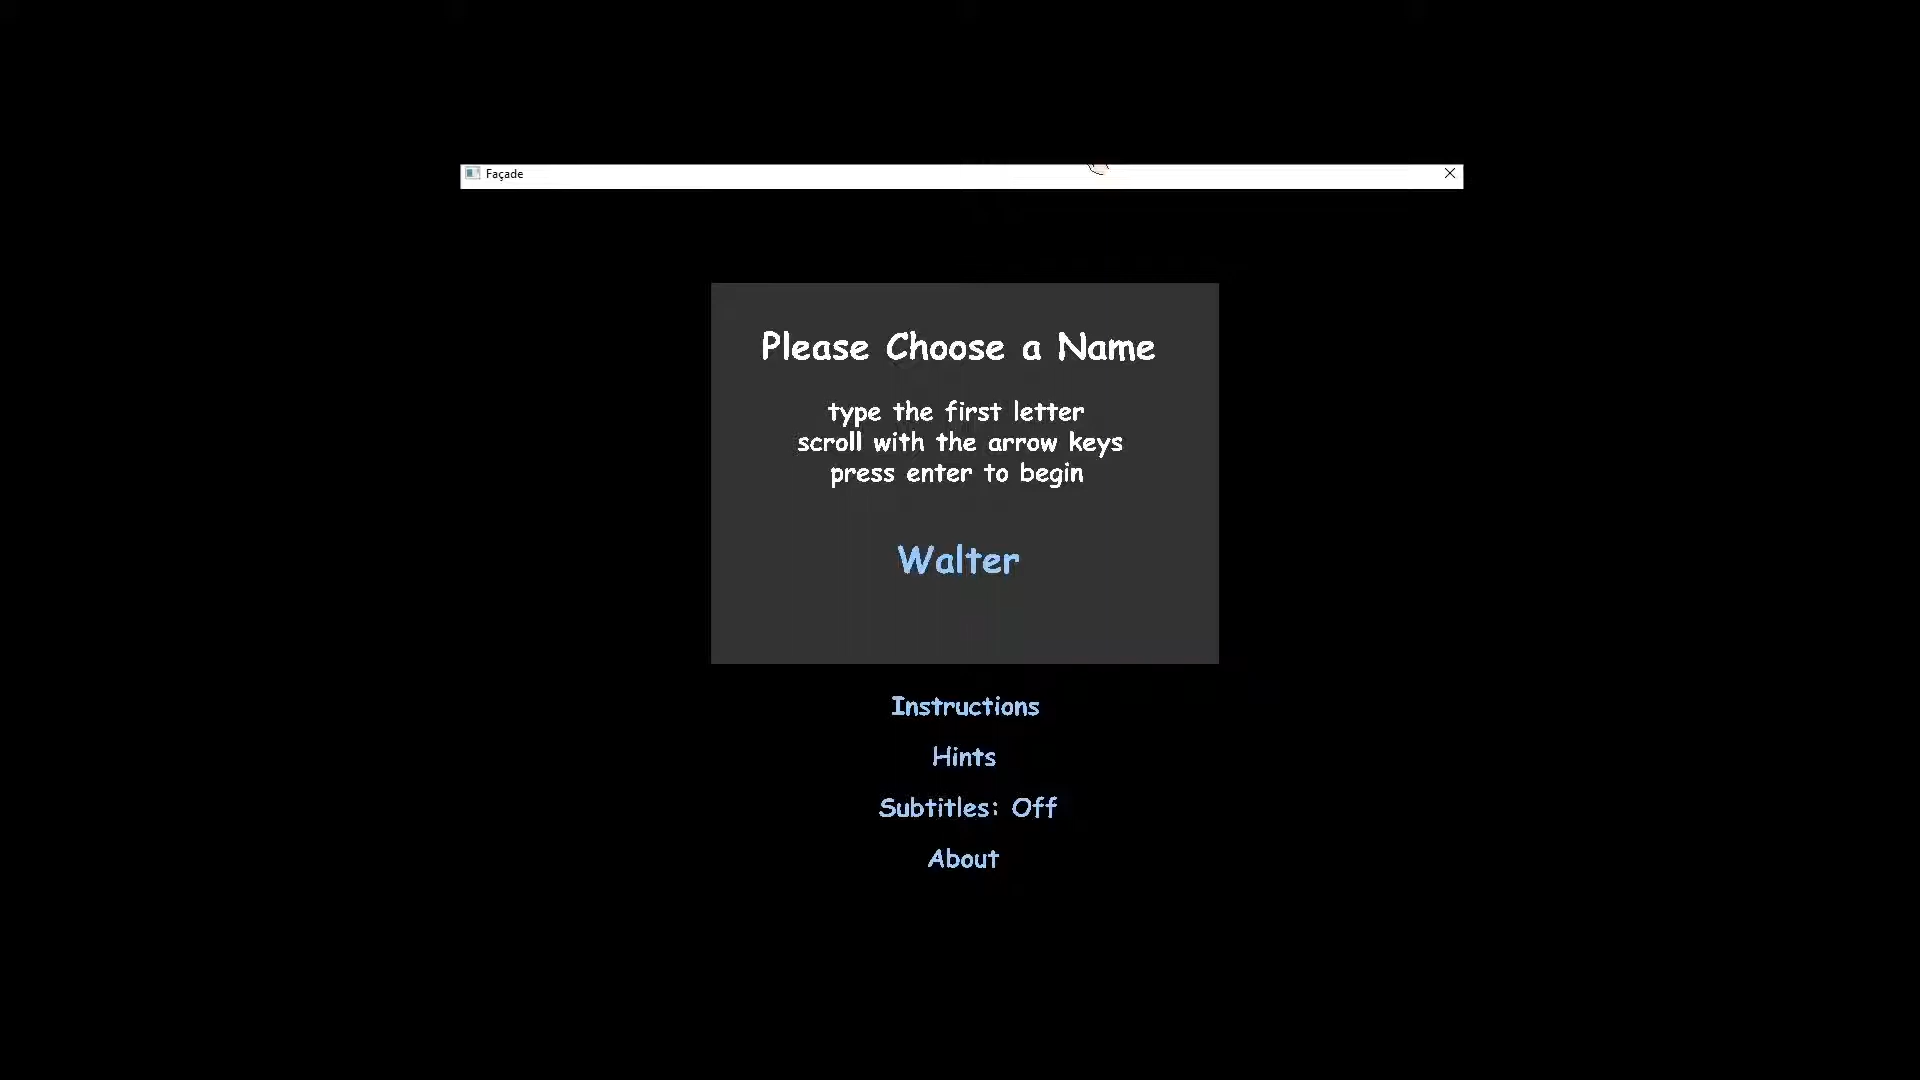 Façade
Please Choose a Name
type the first letter
scroll with the arrow keys
press enter to begin
Walter
Instructions
Hints
Subtitles: Off
About